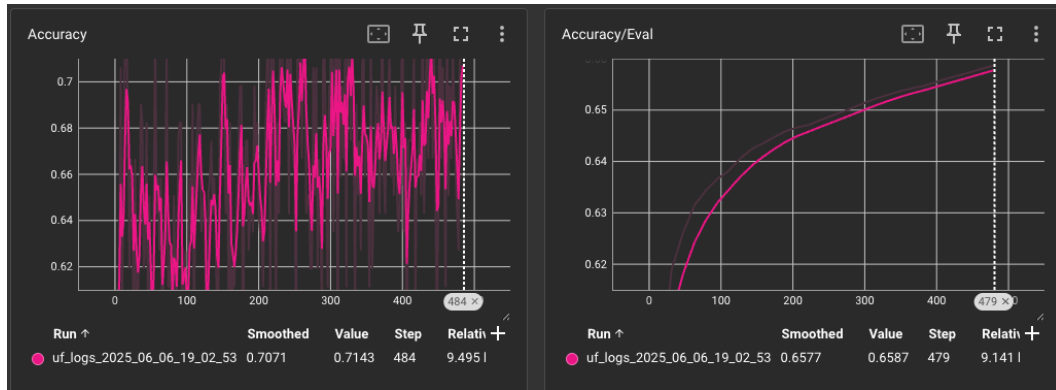 Accuracy
0.7
0.68
0.66
0.64
0.62
0 100 200 300 400
484 ×
Run ↑ Smoothed Value Step Relativ
uf_logs_2025_06_06_19_02_53 0.7071 0.7143 484 9.495
Accuracy/Eval
0.65
0.64
0.63
0.62
0 100 200 300 400
479 ×
Run ↑ Smoothed Value Step Relativ
uf_logs_2025_06_06_19_02_53 0.6577 0.6587 479 9.141